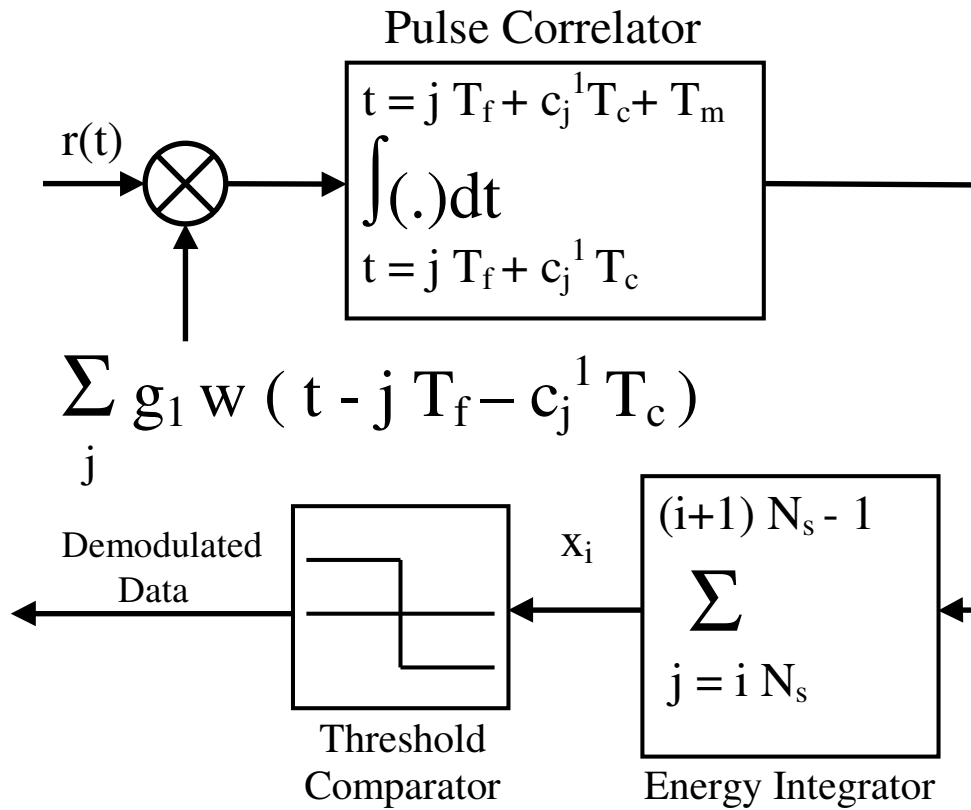 Pulse Correlator
t = j T_f + c_j^1 T_c + T_m
r(t)
∫(.)dt
t = j T_f + c_j^1 T_c
∑ g_1 w ( t - j T_f – c_j^1 T_c )
j
(i+1) N_s - 1
Demodulated
Data
x_i
∑
j = i N_s
Threshold
Comparator
Energy Integrator